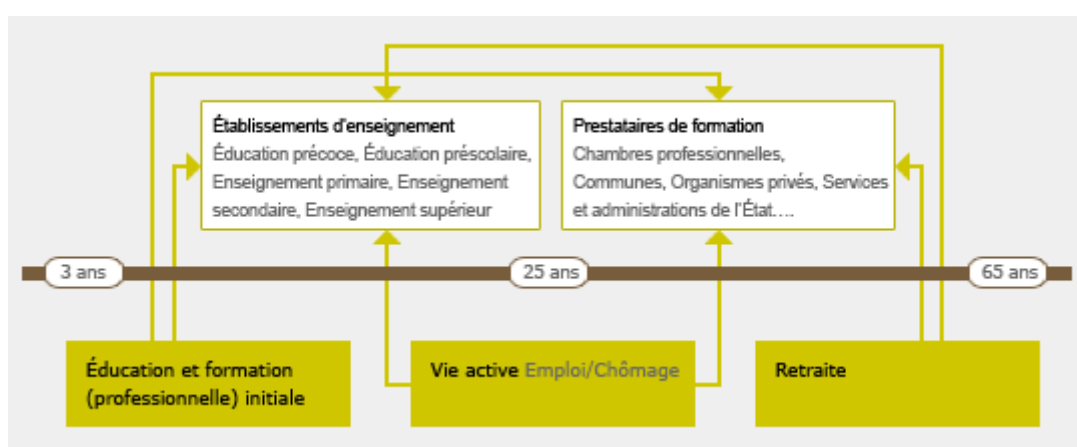 Établissements d'enseignement
Éducation précoce, Éducation préscolaire,
Enseignement primaire, Enseignement
secondaire, Enseignement supérieur
Prestataires de formation
Chambres professionnelles,
Communes, Organismes privés, Services
et administrations de l'État....
3 ans
25 ans
65 ans
Éducation et formation
(professionnelle) initiale
Vie active Emploi/Chômage
Retraite